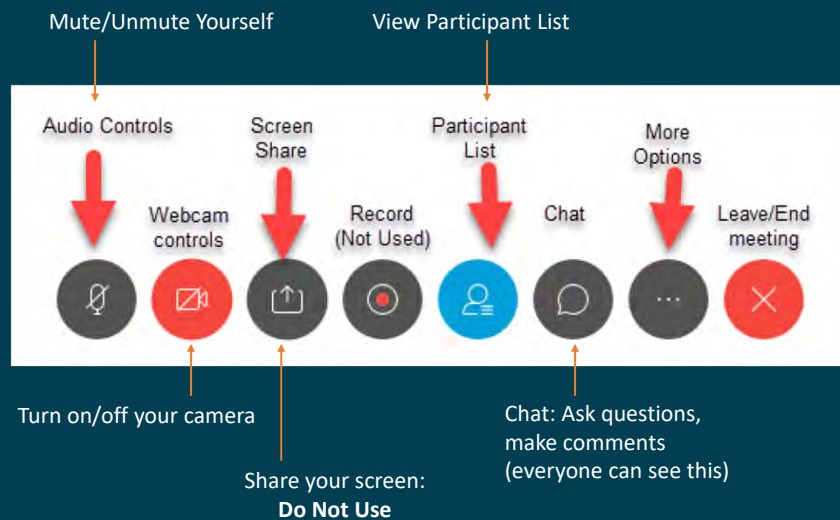 Mute/Unmute Yourself
View Participant List
Audio Controls
Screen
Share
Participant
List
More
Options
Webcam
controls
Record
(Not Used)
Chat
Leave/End
meeting
Turn on/off your camera
Share your screen:
Do Not Use
Chat: Ask questions,
make comments
(everyone can see this)